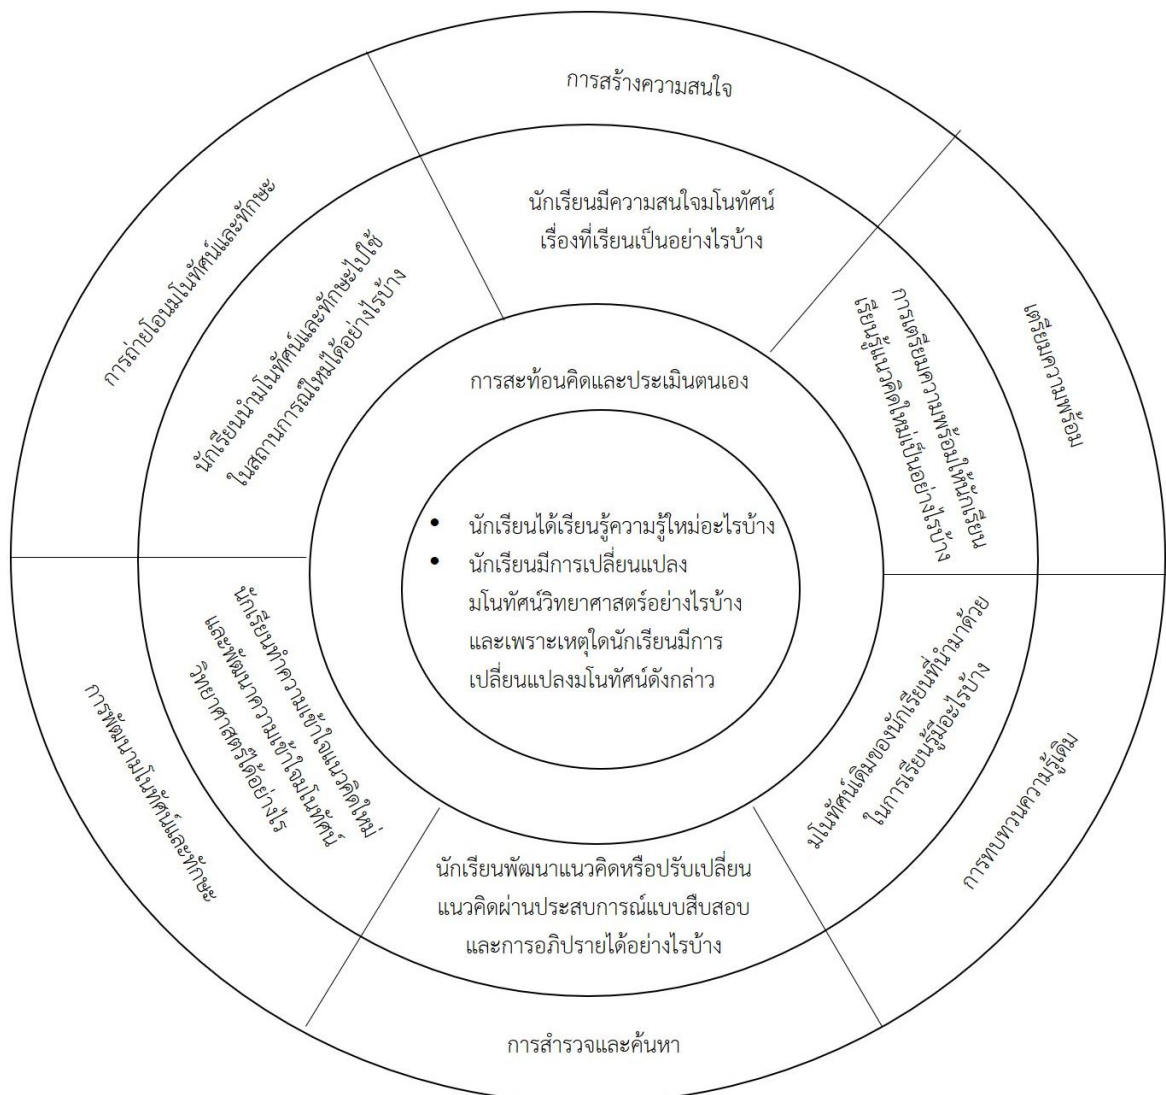 การสร้างความสนใจ
นักเรียนมีความสนใจมโนทัศน์
เรื่องที่เรียนเป็นอย่างไรบ้าง
เตรียมความพร้อม
การเตรียมความพร้อมให้นักเรียน
เรียนรู้แนวคิดใหม่เป็นอย่างไรบ้าง
การทบทวนความรู้เดิม
มโนทัศน์เดิมของนักเรียนที่นำมาด้วย
ในการเรียนรู้มีอะไรบ้าง
การสำรวจและค้นหา
นักเรียนพัฒนาแนวคิดหรือปรับเปลี่ยน
แนวคิดผ่านประสบการณ์แบบสืบสอบ
และการอภิปรายได้อย่างไรบ้าง
การพัฒนามโนทัศน์และทักษะ
นักเรียนทำความเข้าใจแนวคิดใหม่
และพัฒนาความเข้าใจมโนทัศน์
วิทยาศาสตร์ได้อย่างไร
การถ่ายโอนมโนทัศน์และทักษะ
นักเรียนนำมโนทัศน์และทักษะไปใช้
ในสถานการณ์ใหม่ได้อย่างไรบ้าง
การสะท้อนคิดและประเมินตนเอง
• นักเรียนได้เรียนรู้ความรู้ใหม่อะไรบ้าง
• นักเรียนมีการเปลี่ยนแปลง
มโนทัศน์วิทยาศาสตร์อย่างไรบ้าง
และเพราะเหตุใดนักเรียนมีการ
เปลี่ยนแปลงมโนทัศน์ดังกล่าว